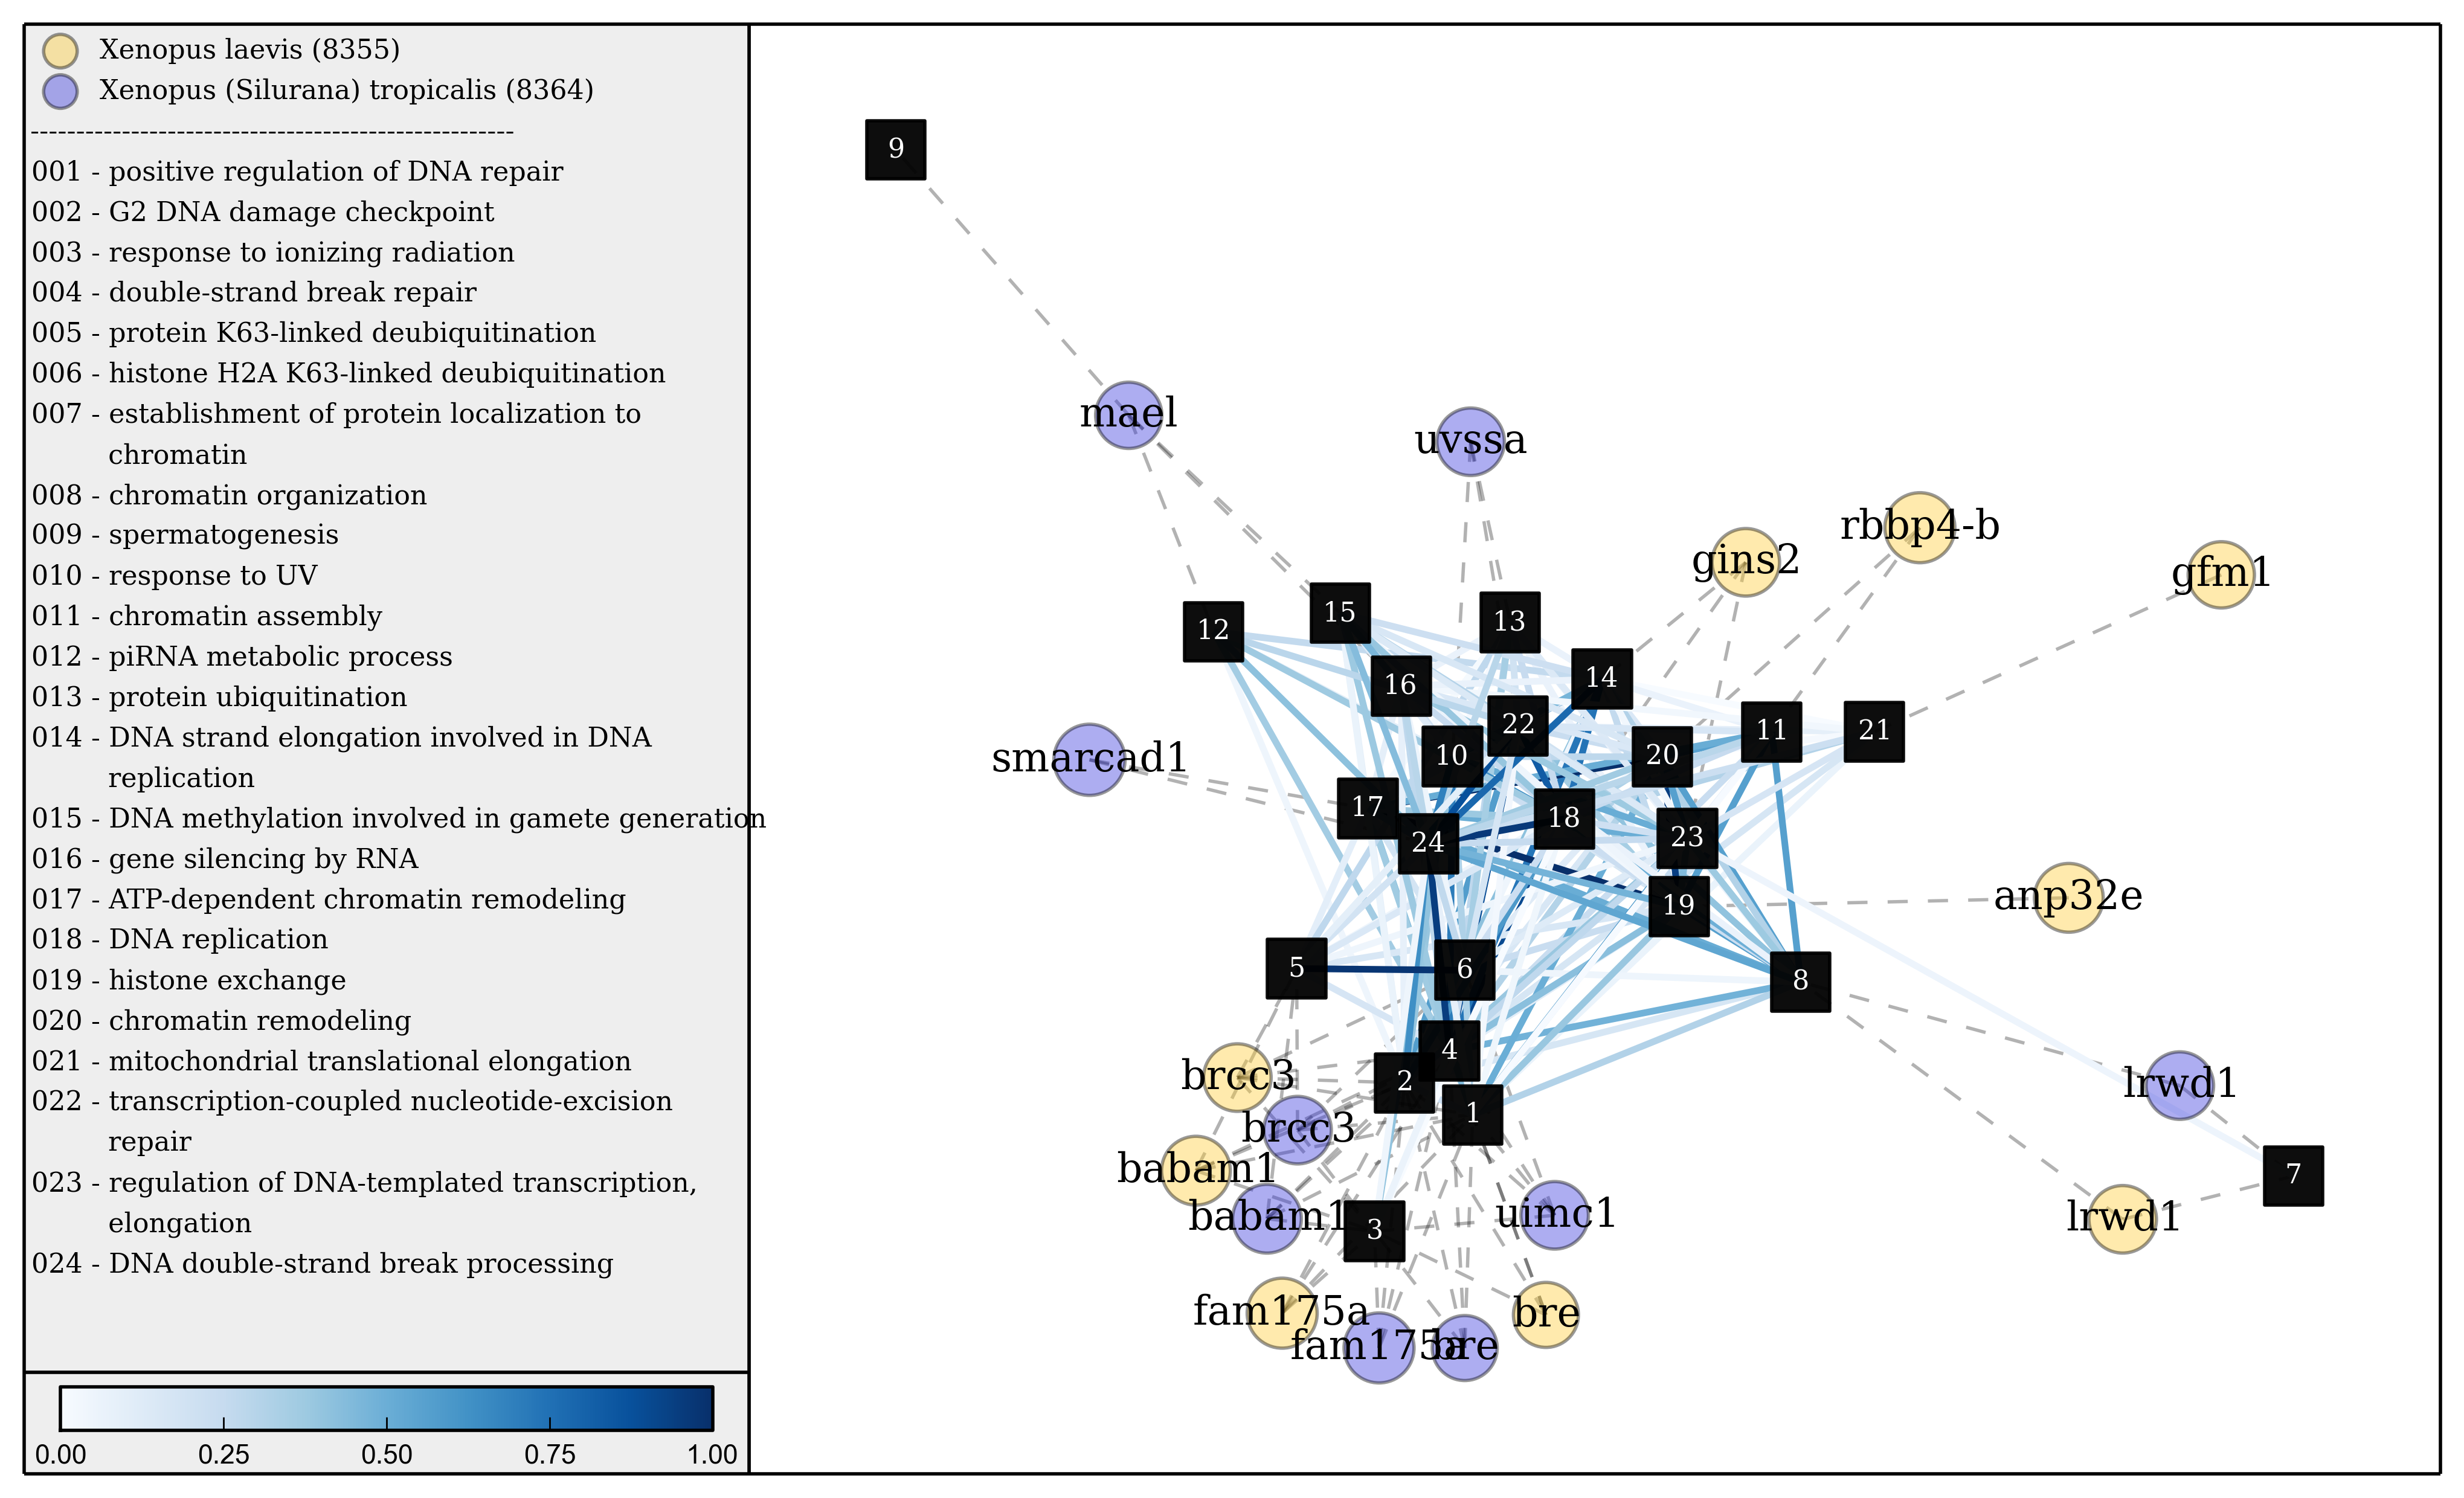 Xenopus laevis (8355)
Xenopus (Silurana) tropicalis (8364)
------------------------------------------------------
001 - positive regulation of DNA repair
002 - G2 DNA damage checkpoint
003 - response to ionizing radiation
004 - double-strand break repair
005 - protein K63-linked deubiquitination
006 - histone H2A K63-linked deubiquitination
007 - establishment of protein localization to
chromatin
008 - chromatin organization
009 - spermatogenesis
010 - response to UV
011 - chromatin assembly
012 - piRNA metabolic process
013 - protein ubiquitination
014 - DNA strand elongation involved in DNA
replication
015 - DNA methylation involved in gamete generation
016 - gene silencing by RNA
017 - ATP-dependent chromatin remodeling
018 - DNA replication
019 - histone exchange
020 - chromatin remodeling
021 - mitochondrial translational elongation
022 - transcription-coupled nucleotide-excision
repair
023 - regulation of DNA-templated transcription,
elongation
024 - DNA double-strand break processing
0.00 0.25 0.50 0.75 1.00
9
mael
uvssa
rbbp4-b
gins2
gfm1
15
13
12
14
16
22
11
21
10
20
smarcad1
17
18
23
24
anp32e
19
5
6
8
4
brcc3
2
lrwd1
1
brcc3
babam1
7
babam1
uimc1
lrwd1
3
fam175a
bre
fam175a
bre